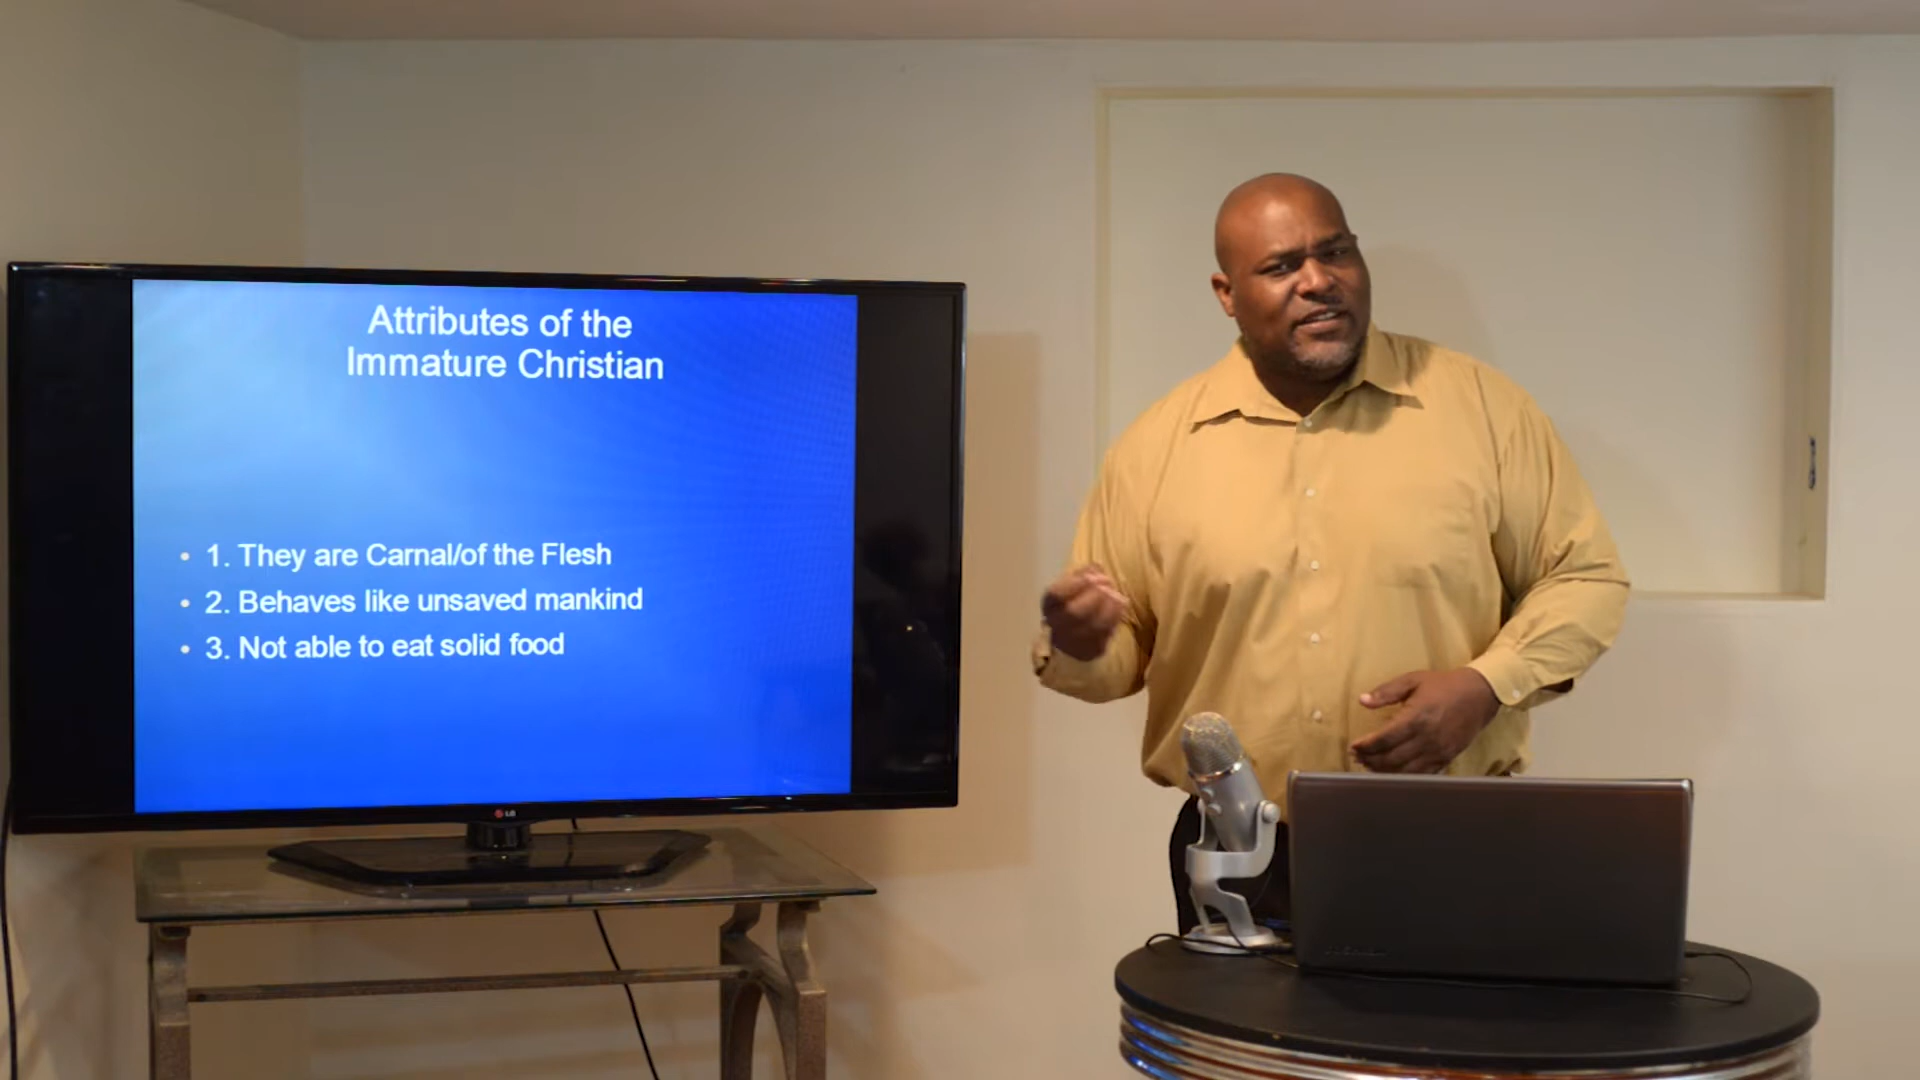 Attributes of the
Immature Christian
• 1. They are Carnal/of the Flesh
• 2. Behaves like unsaved mankind
• 3. Not able to eat solid food
LG